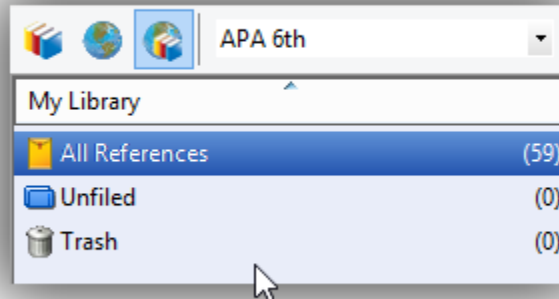 APA 6th
My Library
All References (59)
Unfiled (0)
Trash (0)